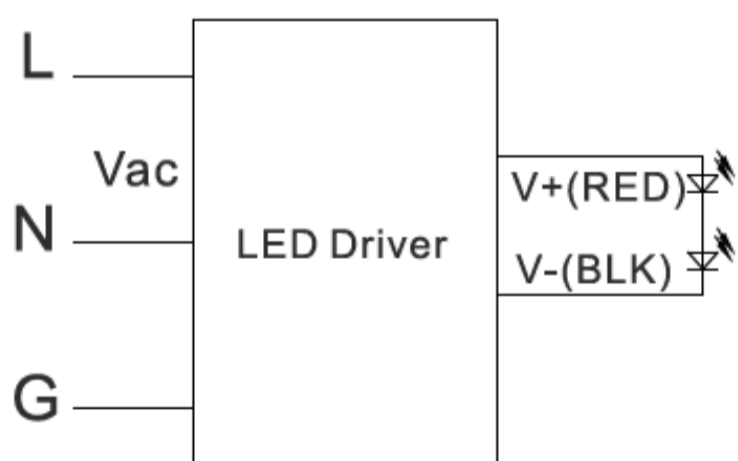 L
Vac
N
G
LED Driver
V+(RED)
V-(BLK)